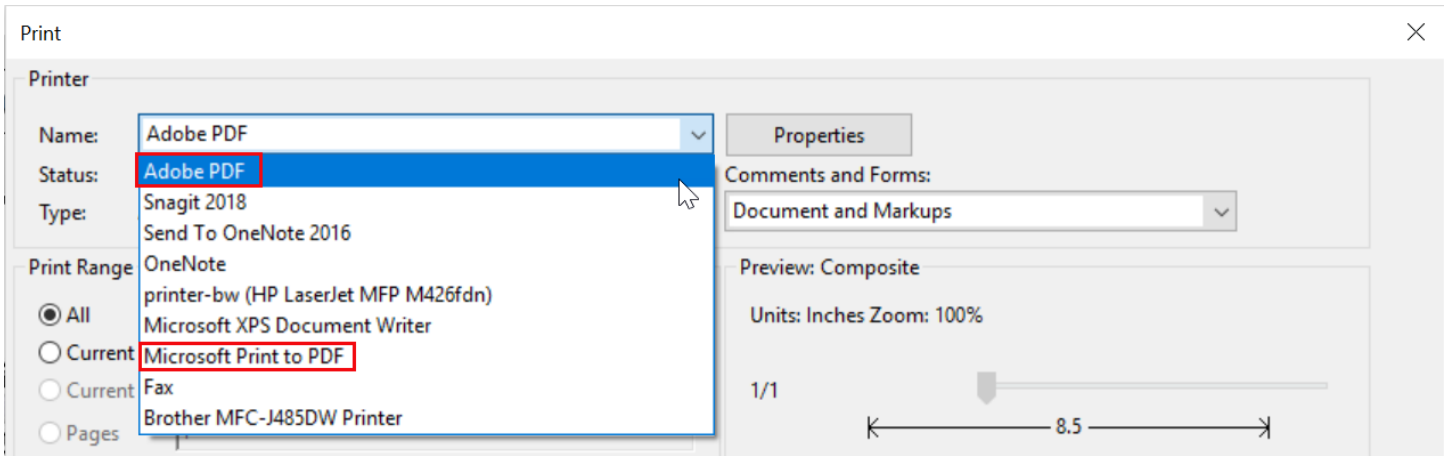 Print
Printer
Name:
Adobe PDF
Properties
Status:
Adobe PDF
Comments and Forms:
Type:
Snagit 2018
Document and Markups
Send To OneNote 2016
Print Range
OneNote
Preview: Composite
printer-bw (HP LaserJet MFP M426fdn)
All
Microsoft XPS Document Writer
Units: Inches Zoom: 100%
Current
Microsoft Print to PDF
Current
Fax
1/1
Brother MFC-J485DW Printer
Pages
8.5